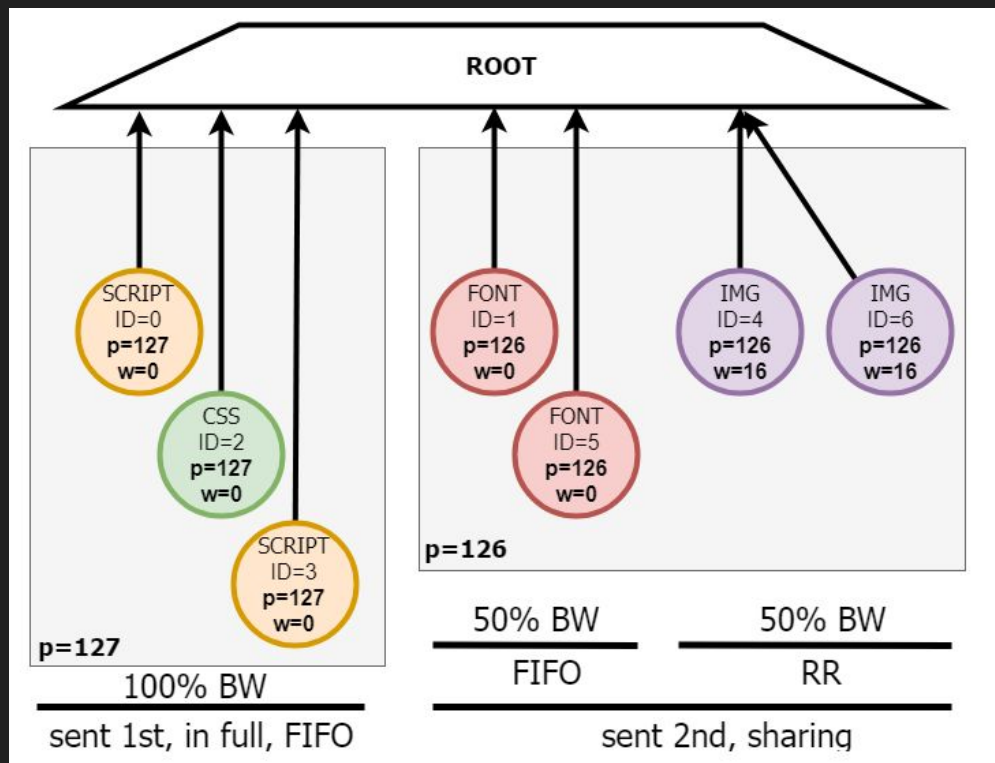 ROOT
SCRIPT
ID=0
p=127
w=0
CSS
ID=2
p=127
w=0
SCRIPT
ID=3
p=127
w=0
p=127
100% BW
sent 1st, in full, FIFO
FONT
ID=1
p=126
w=0
FONT
ID=5
p=126
w=0
IMG
ID=4
p=126
w=16
IMG
ID=6
p=126
w=16
p=126
50% BW
FIFO
50% BW
RR
sent 2nd, sharing